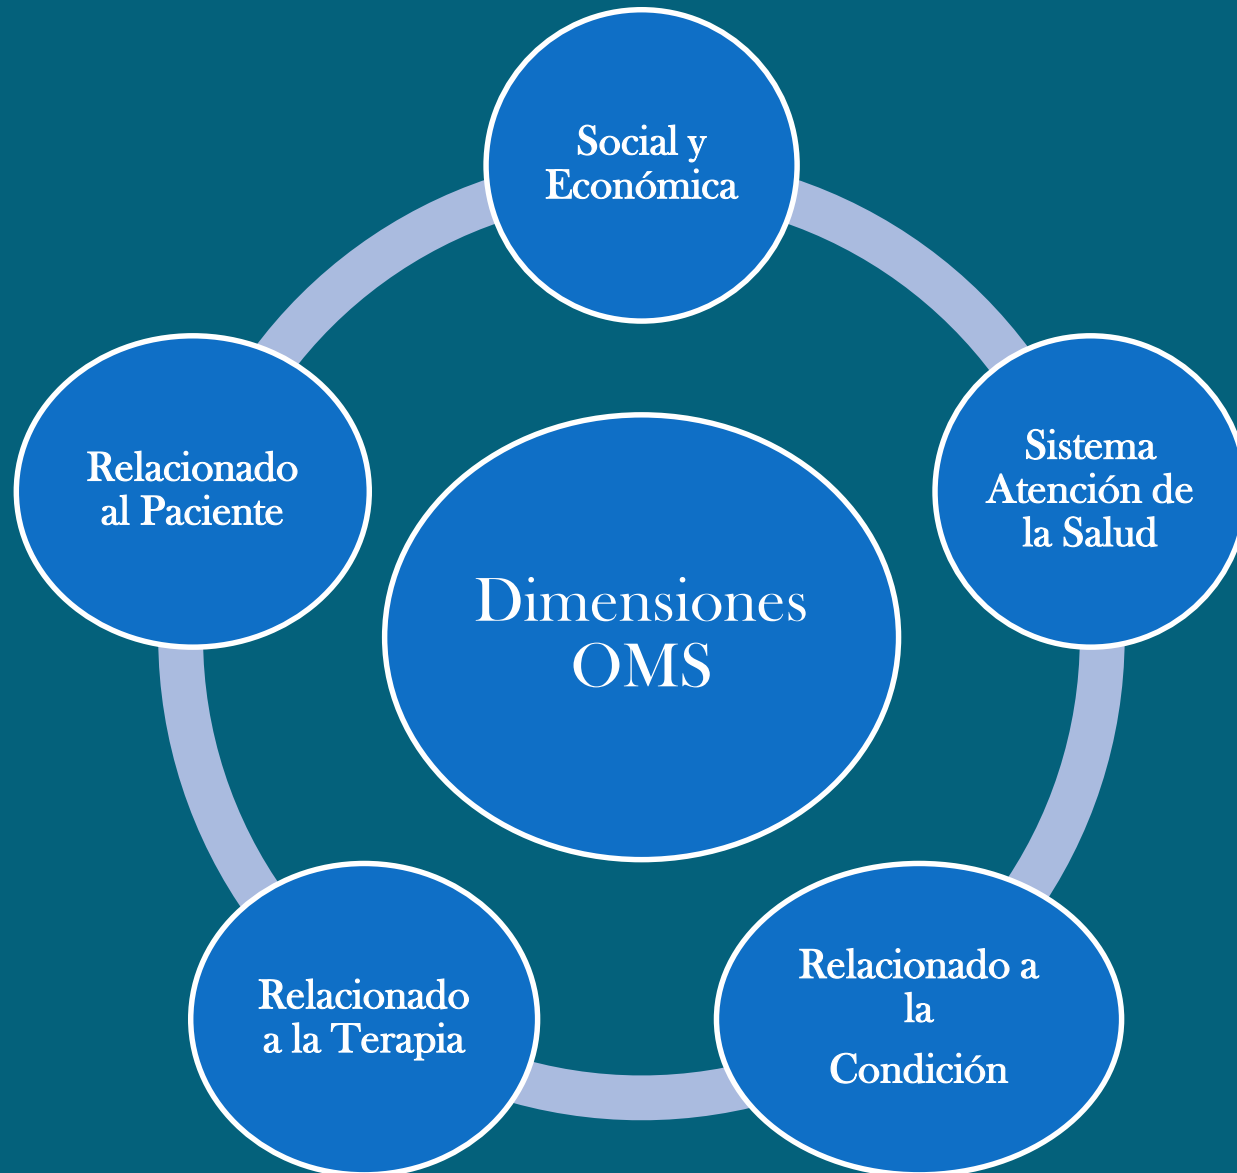 Social y
Económica
Sistema
Atención de
la Salud
Relacionado a
la
Condición
Relacionado
a la Terapia
Relacionado
al Paciente
Dimensiones
OMS